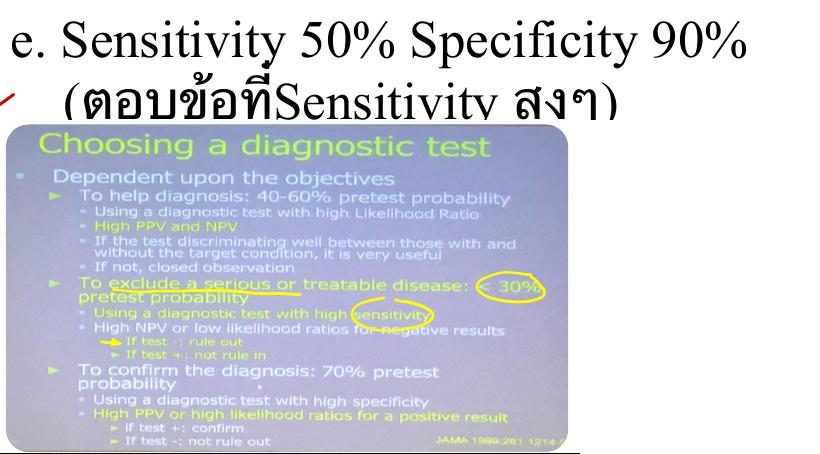 e. Sensitivity 50% Specificity 90%
(ตอบข้อที่Sensitivity สูงๆ)
Choosing a diagnostic test
Dependent upon the objectives
To help diagnosis: 40-60% pretest probability
Using a diagnostic test with high Likelihood Ratio
High PPV and NPV
If the test discriminating well between those with and
without the target condition, it is very useful
If not, closed observation
To exclude a serious or treatable disease: < 30%
pretest probability
Using a diagnostic test with high sensitivity
High NPV or low likelihood ratios for negative results
If test -: rule out
If test +: not rule in
To confirm the diagnosis: 70% pretest
probability
Using a diagnostic test with high specificity
High PPV or high likelihood ratios for a positive result
if test +: confirm
If test -: not rule out
JAMA 1999;281:1214